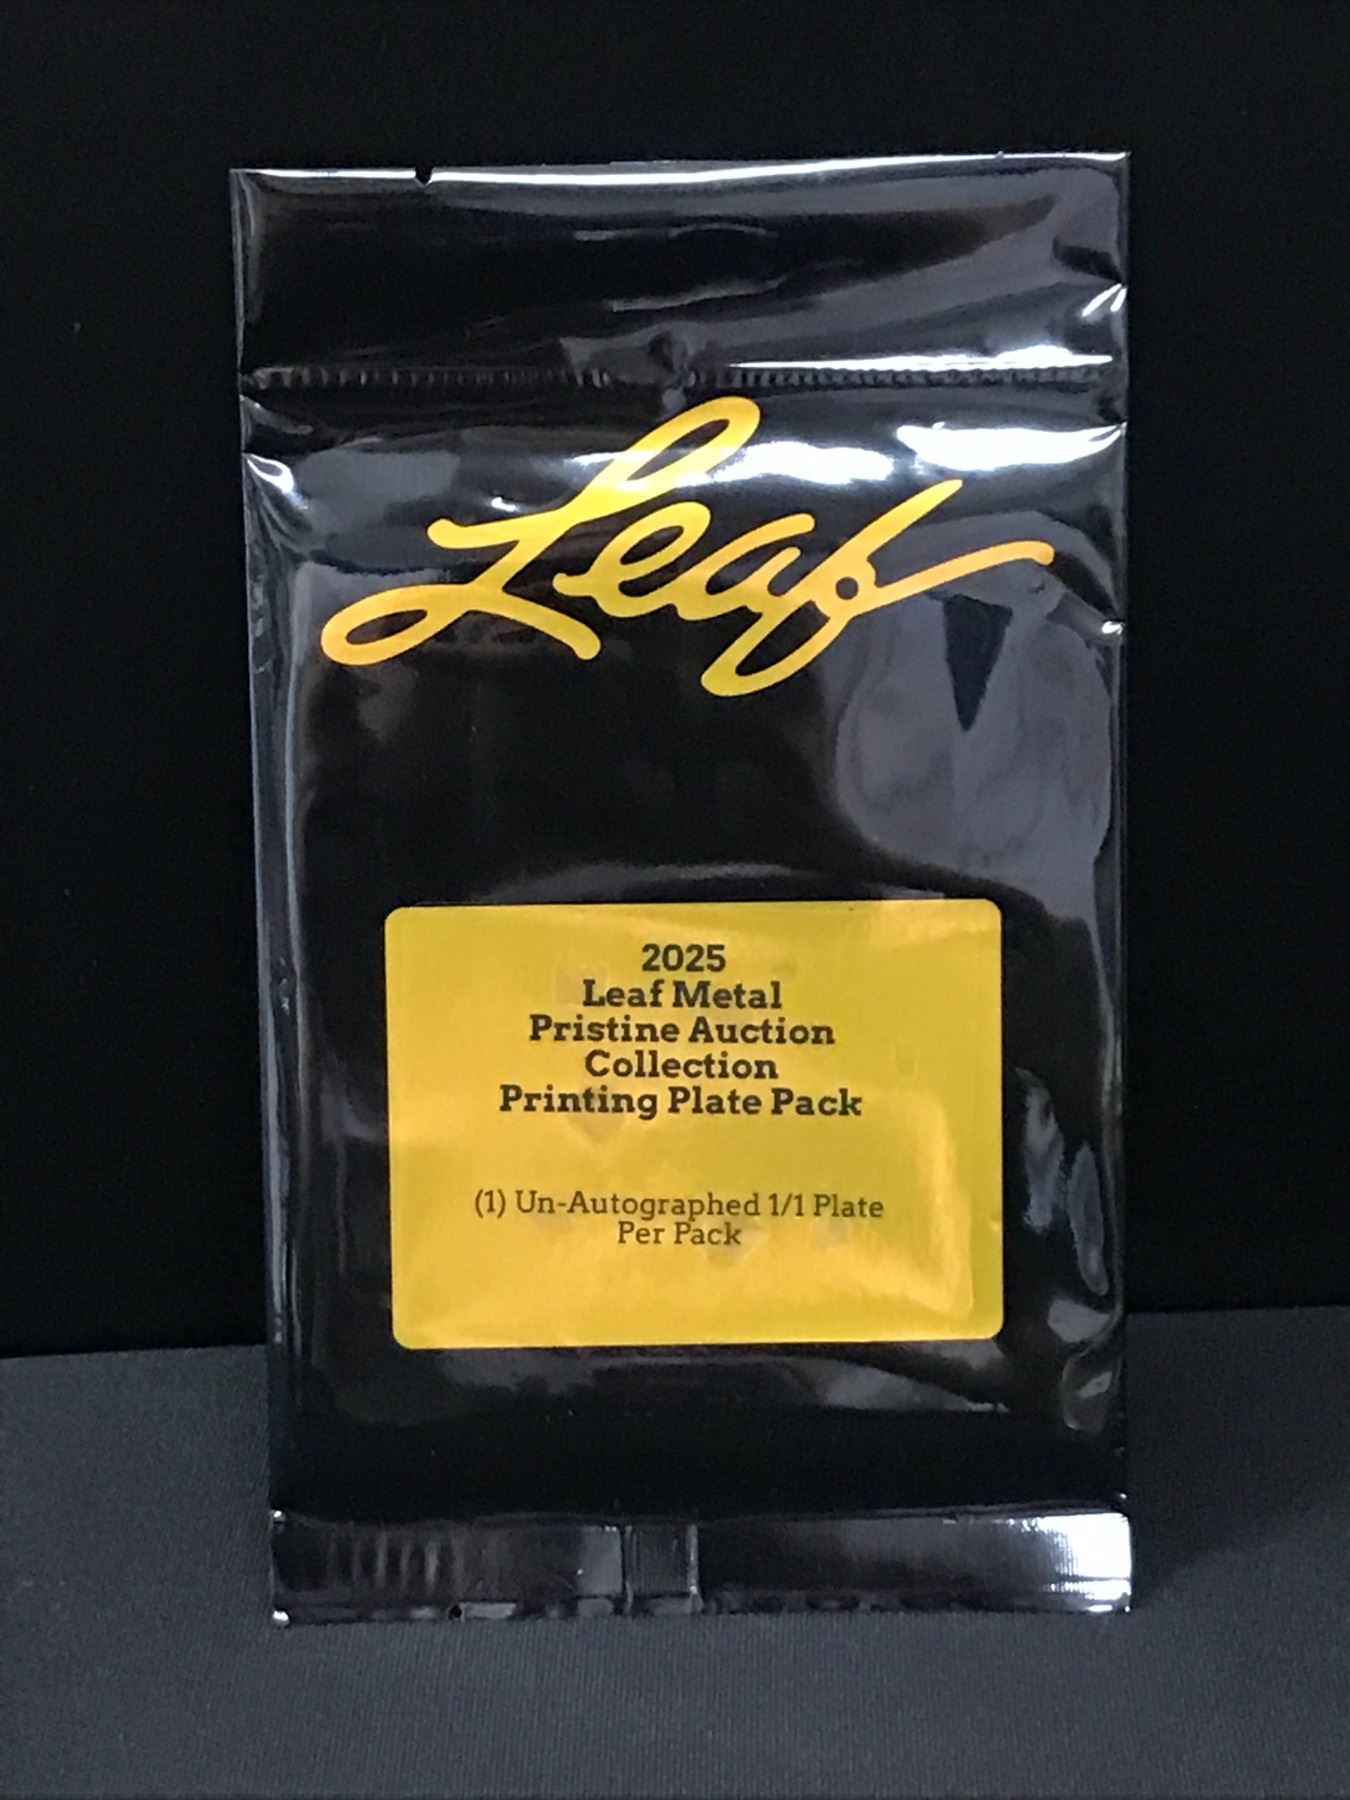 Leaf
2025
Leaf Metal
Pristine Auction
Collection
Printing Plate Pack
(1) Un-Autographed 1/1 Plate
Per Pack